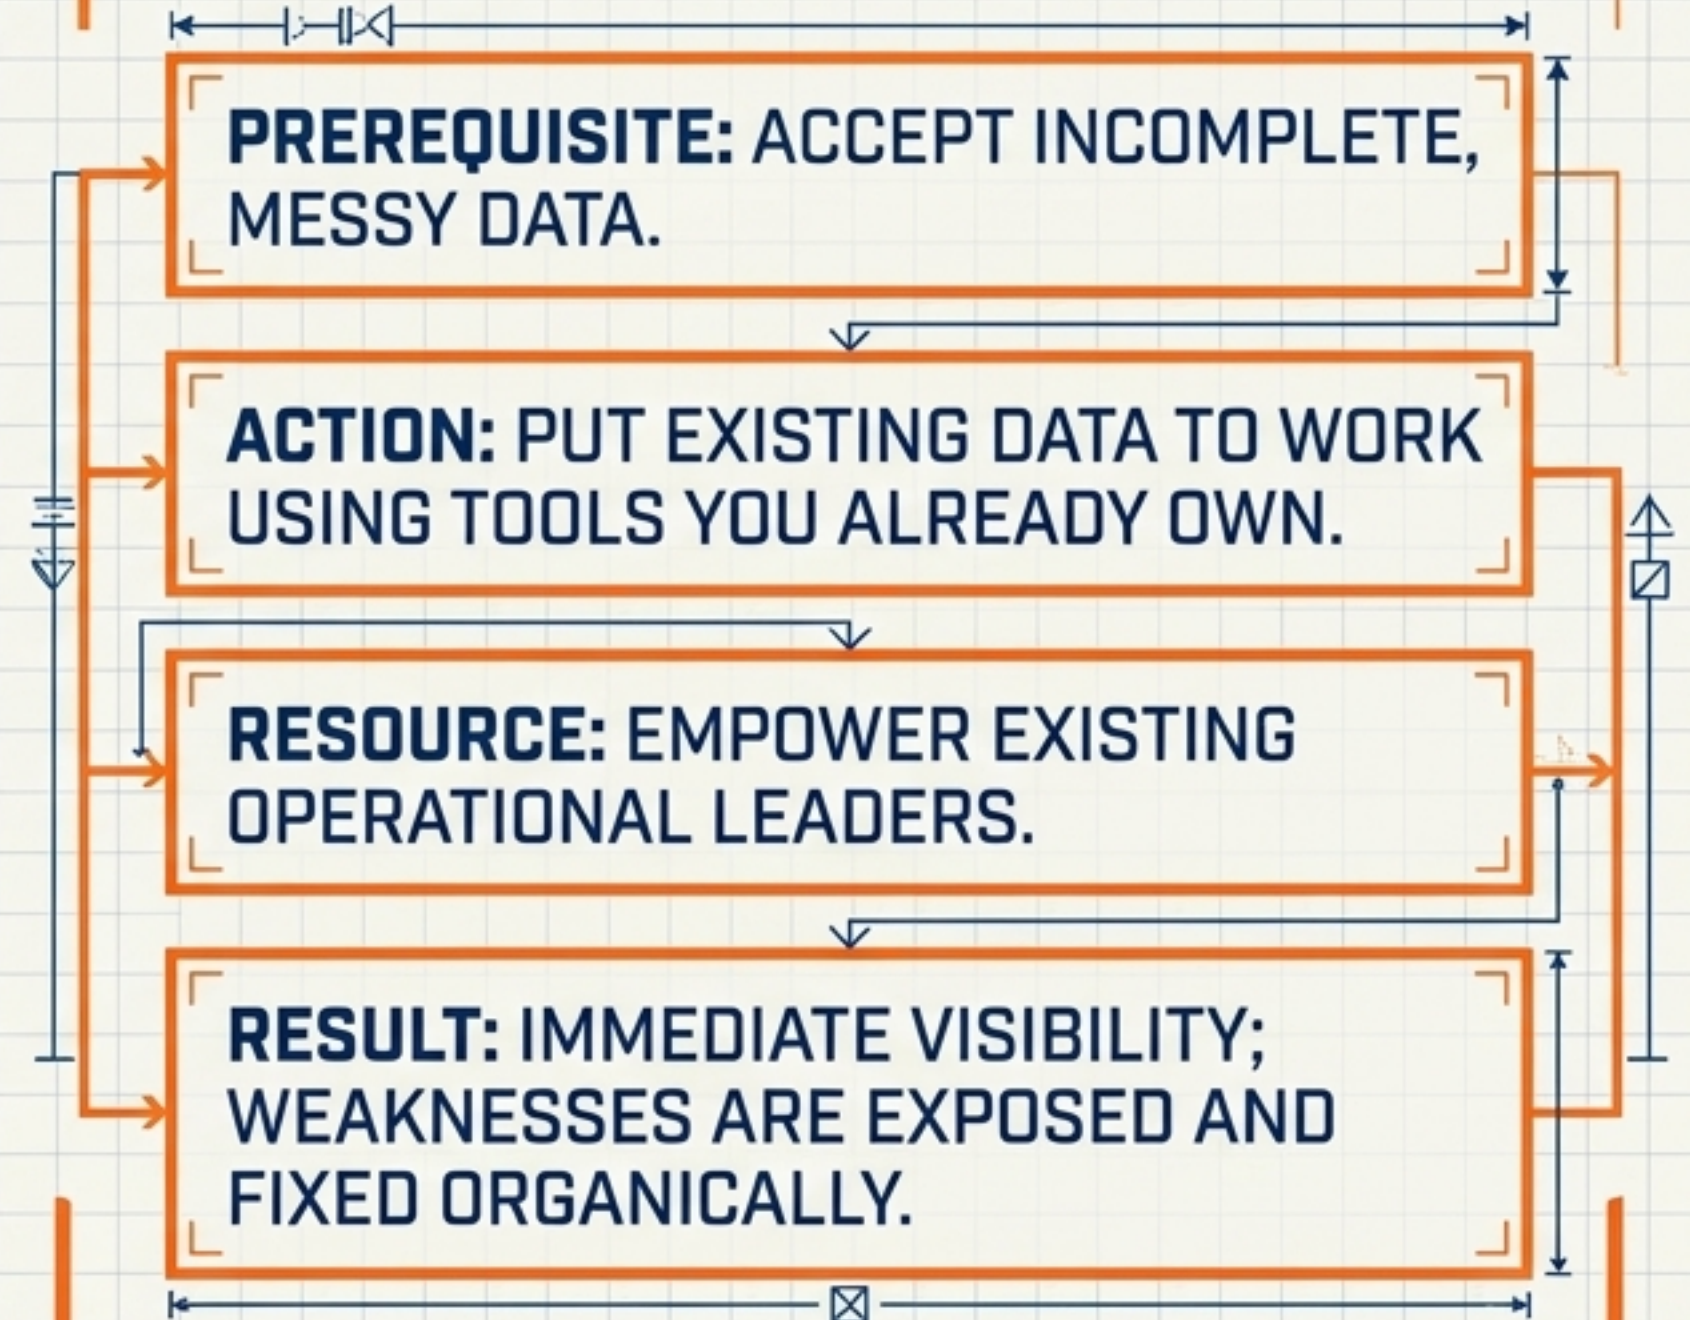 PREREQUISITE: ACCEPT INCOMPLETE,
MESSY DATA.
ACTION: PUT EXISTING DATA TO WORK
USING TOOLS YOU ALREADY OWN.
RESOURCE: EMPOWER EXISTING
OPERATIONAL LEADERS.
RESULT: IMMEDIATE VISIBILITY;
WEAKNESSES ARE EXPOSED AND
FIXED ORGANICALLY.